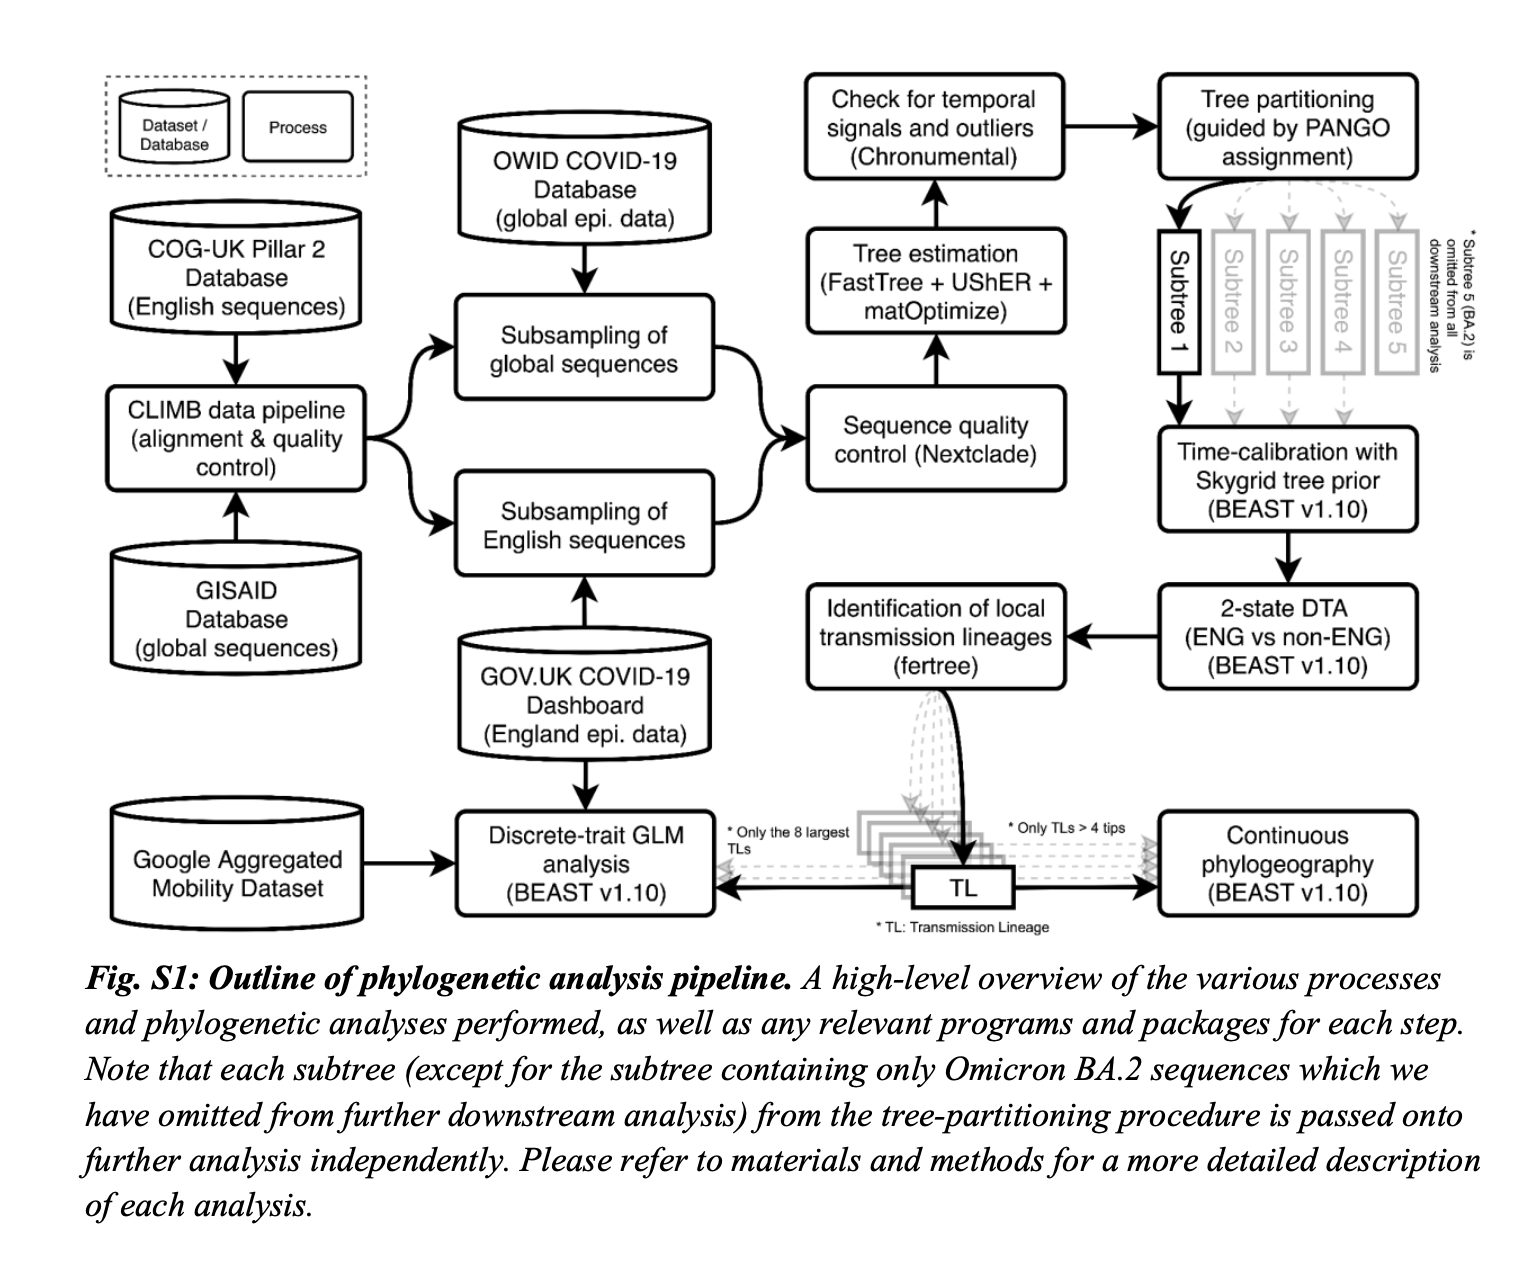 Dataset /
Database
Process
COG-UK Pillar 2
Database
(English sequences)
CLIMB data pipeline
(alignment & quality
control)
GISAID
Database
(global sequences)
OWID COVID-19
Database
(global epi. data)
Subsampling of
global sequences
Subsampling of
English sequences
GOV.UK COVID-19
Dashboard
(England epi. data)
Google Aggregated
Mobility Dataset
Discrete-trait GLM
analysis
(BEAST v1.10)
Check for temporal
signals and outliers
(Chronumental)
Tree estimation
(FastTree + UShER +
matOptimize)
Sequence quality
control (Nextclade)
Tree partitioning
(guided by PANGO
assignment)
Subtree 1
Subtree 2
Subtree 3
Subtree 4
Subtree 5
* Subtree 5 (BA.2) is
omitted from all
downstream analysis
Time-calibration with
Skygrid tree prior
(BEAST v1.10)
2-state DTA
(ENG vs non-ENG)
(BEAST v1.10)
Identification of local
transmission lineages
(fertree)
* Only the 8 largest
TLs
* Only TLs > 4 tips
TL
* TL: Transmission Lineage
Continuous
phylogeography
(BEAST v1.10)
Fig. S1: Outline of phylogenetic analysis pipeline. A high-level overview of the various processes
and phylogenetic analyses performed, as well as any relevant programs and packages for each step.
Note that each subtree (except for the subtree containing only Omicron BA.2 sequences which we
have omitted from further downstream analysis) from the tree-partitioning procedure is passed onto
further analysis independently. Please refer to materials and methods for a more detailed description
of each analysis.